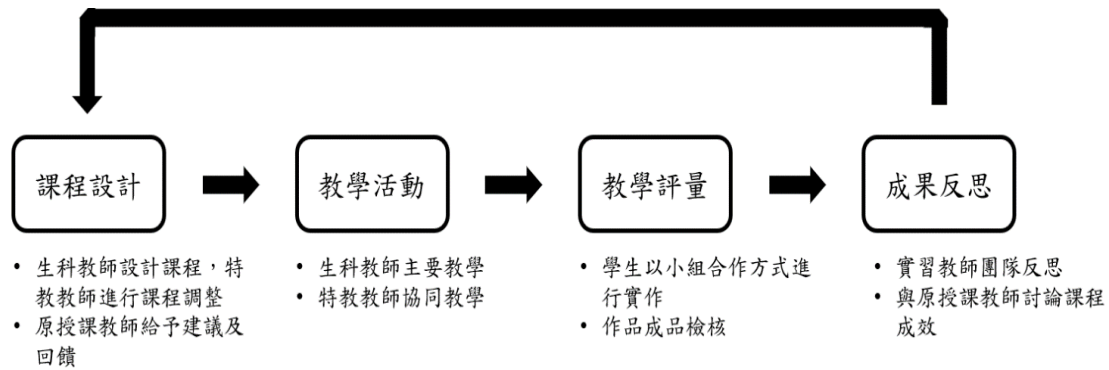 課程設計
教學活動
教學評量
成果反思
• 生科教師設計課程，特
教教師進行課程調整
• 原授課教師給予建議及
回饋
• 生科教師主要教學
• 特教教師協同教學
• 學生以小組合作方式進
行實作
• 作品成品檢核
• 實習教師團隊反思
• 與原授課教師討論課程
成效